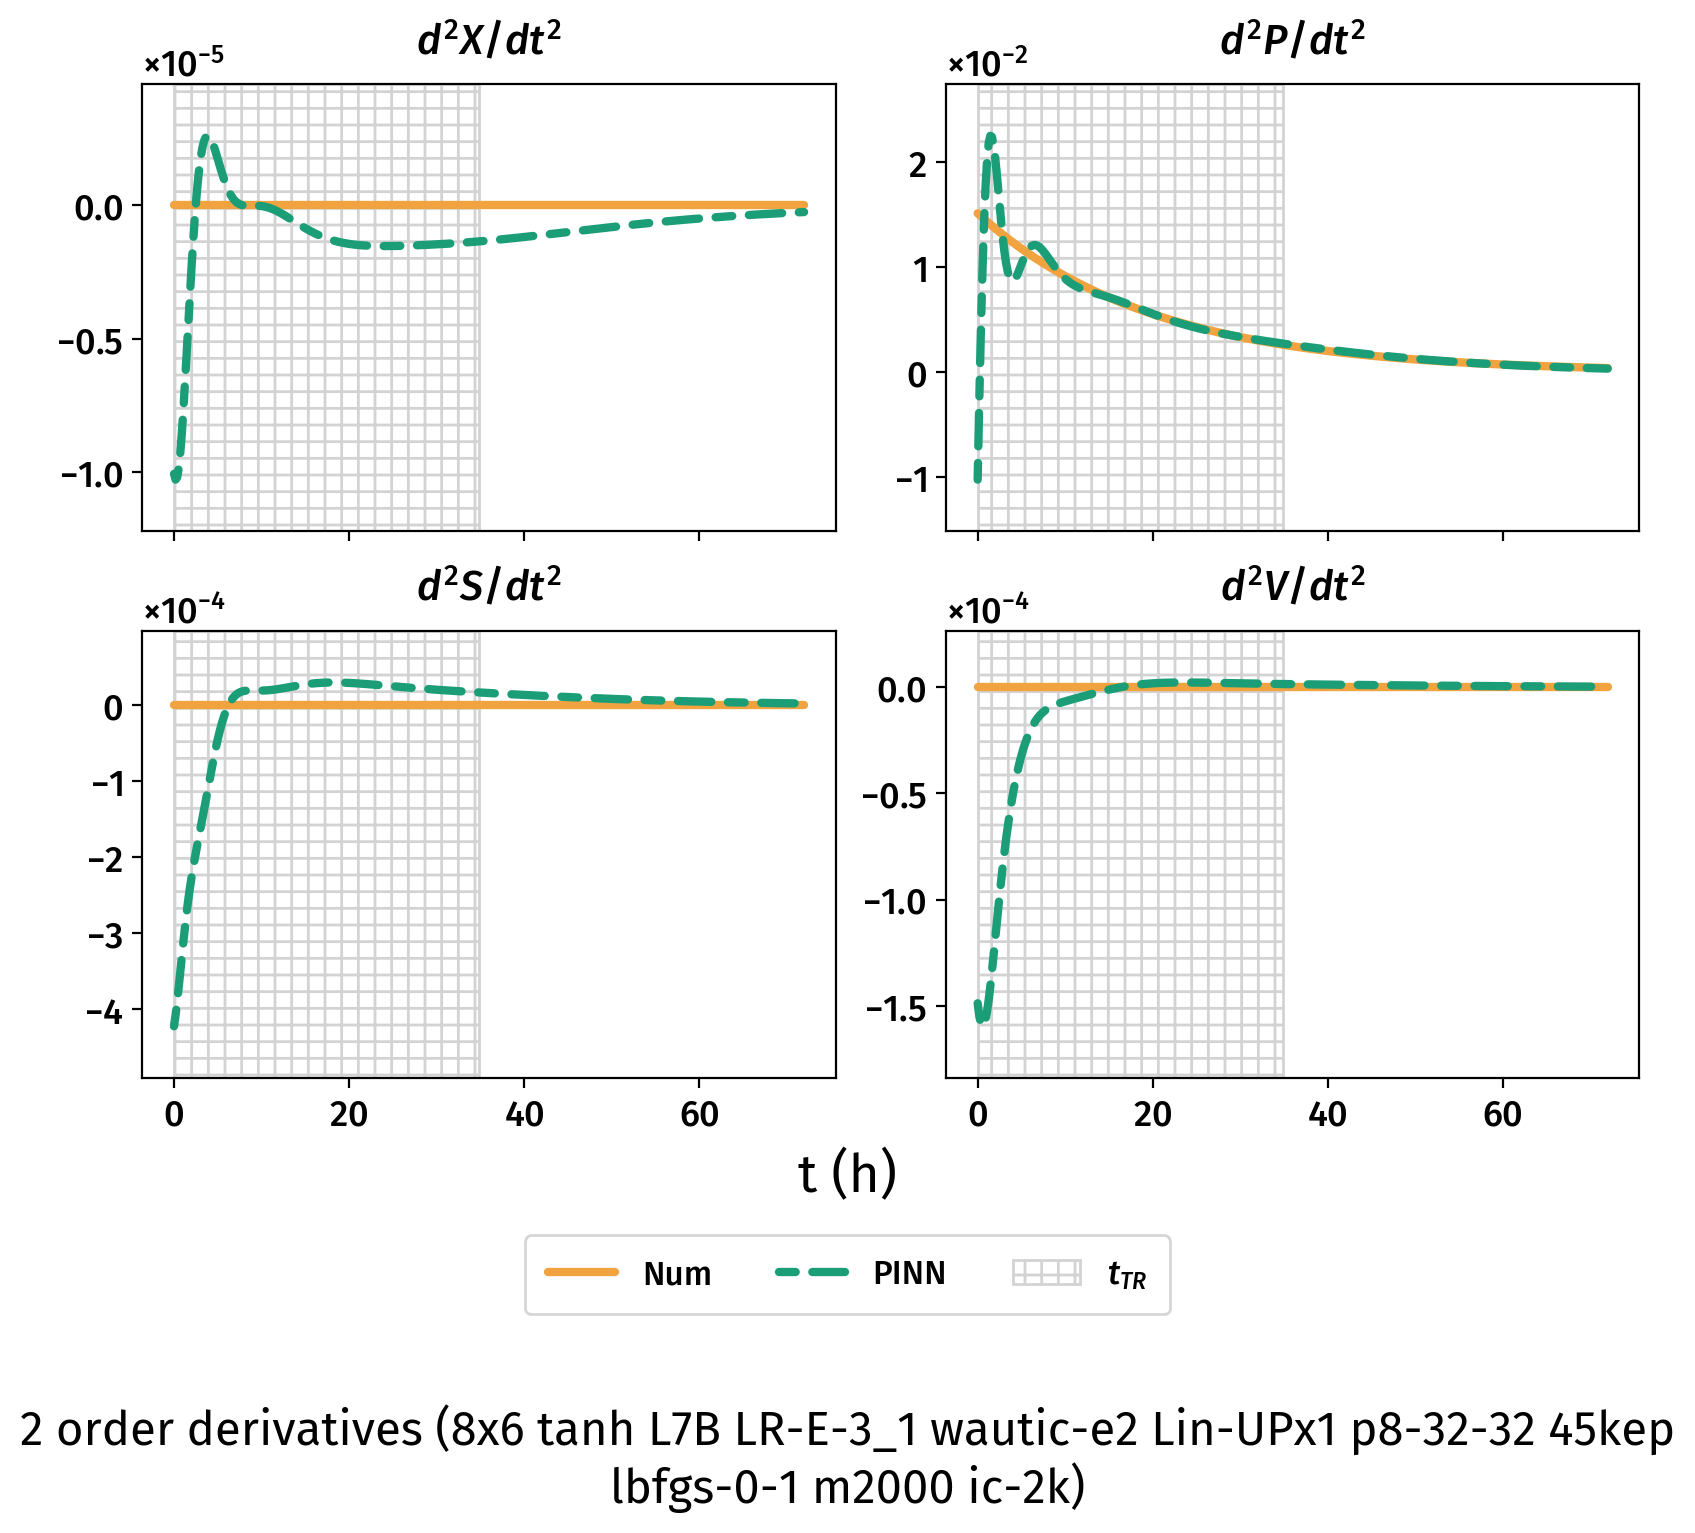 d²X/dt²
×10⁻⁵
0.0
−0.5
−1.0
d²P/dt²
×10⁻²
2
1
0
−1
d²S/dt²
×10⁻⁴
0
−1
−2
−3
−4
0 20 40 60
d²V/dt²
×10⁻⁴
0.0
−0.5
−1.0
−1.5
0 20 40 60
t (h)
Num PINN t_TR
2 order derivatives (8x6 tanh L7B LR-E-3_1 wautic-e2 Lin-UPx1 p8-32-32 45kep
lbfgs-0-1 m2000 ic-2k)